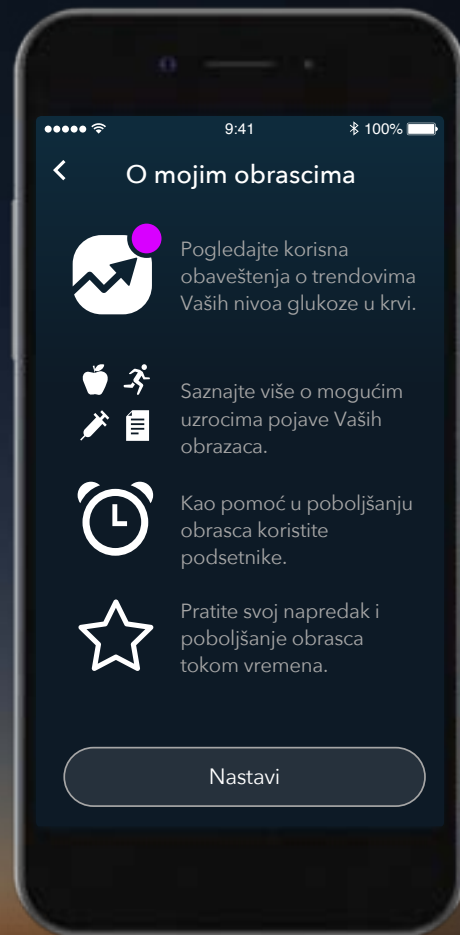 9:41
100%
O mojim obrascima
Pogledajte korisna
obaveštenja o trendovima
Vaših nivoa glukoze u krvi.
Saznajte više o mogućim
uzrocima pojave Vaših
obrazaca.
Kao pomoć u poboljšanju
obrasca koristite
podsetnike.
Pratite svoj napredak i
poboljšanje obrasca
tokom vremena.
Nastavi